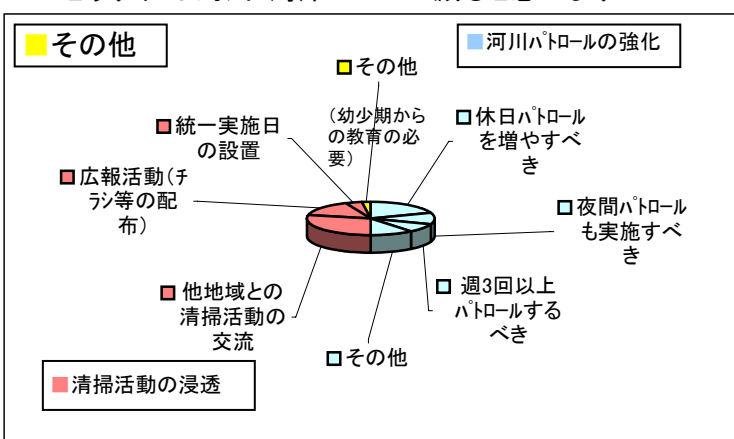 その他
河川ﾊﾟﾄﾛｰﾙの強化
その他
(幼少期から
の教育の必
要)
統一実施日
の設置
休日ﾊﾟﾄﾛｰﾙ
を増やすべ
き
広報活動(チ
ﾗｼ等の配
布)
夜間ﾊﾟﾄﾛｰﾙ
も実施すべ
き
他地域との
清掃活動の
交流
週3回以上
ﾊﾟﾄﾛｰﾙする
べき
その他
清掃活動の浸透